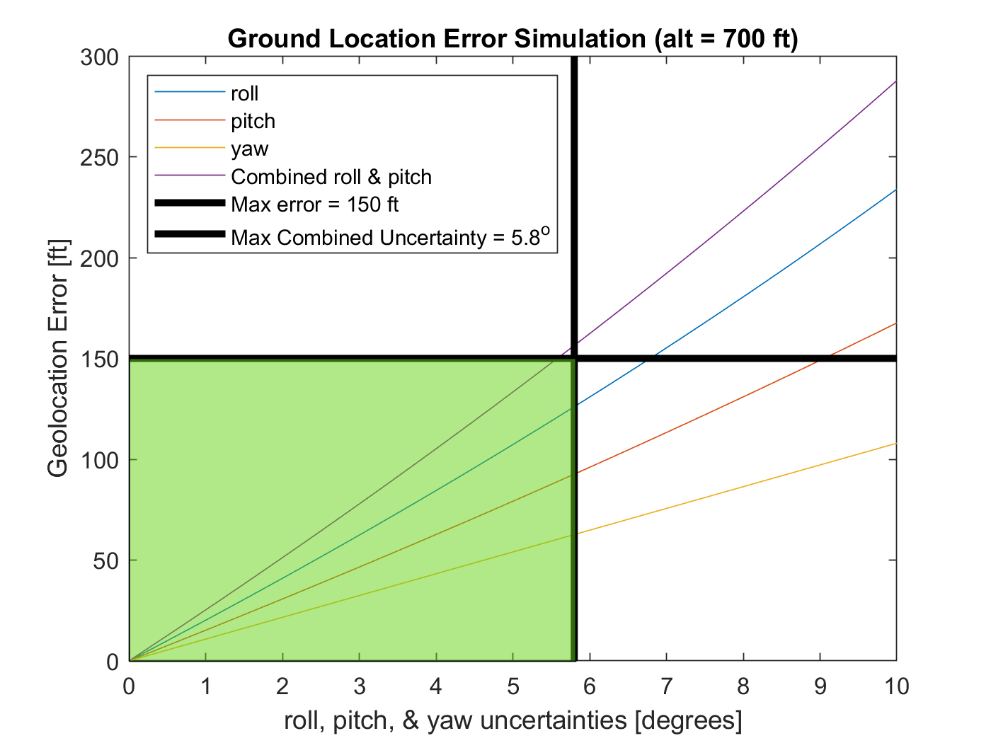 Ground Location Error Simulation (alt = 700 ft)
300
250
200
150
100
50
0
Geolocation Error [ft]
roll
pitch
yaw
Combined roll & pitch
Max error = 150 ft
Max Combined Uncertainty = 5.8º
0 1 2 3 4 5 6 7 8 9 10
roll, pitch, & yaw uncertainties [degrees]